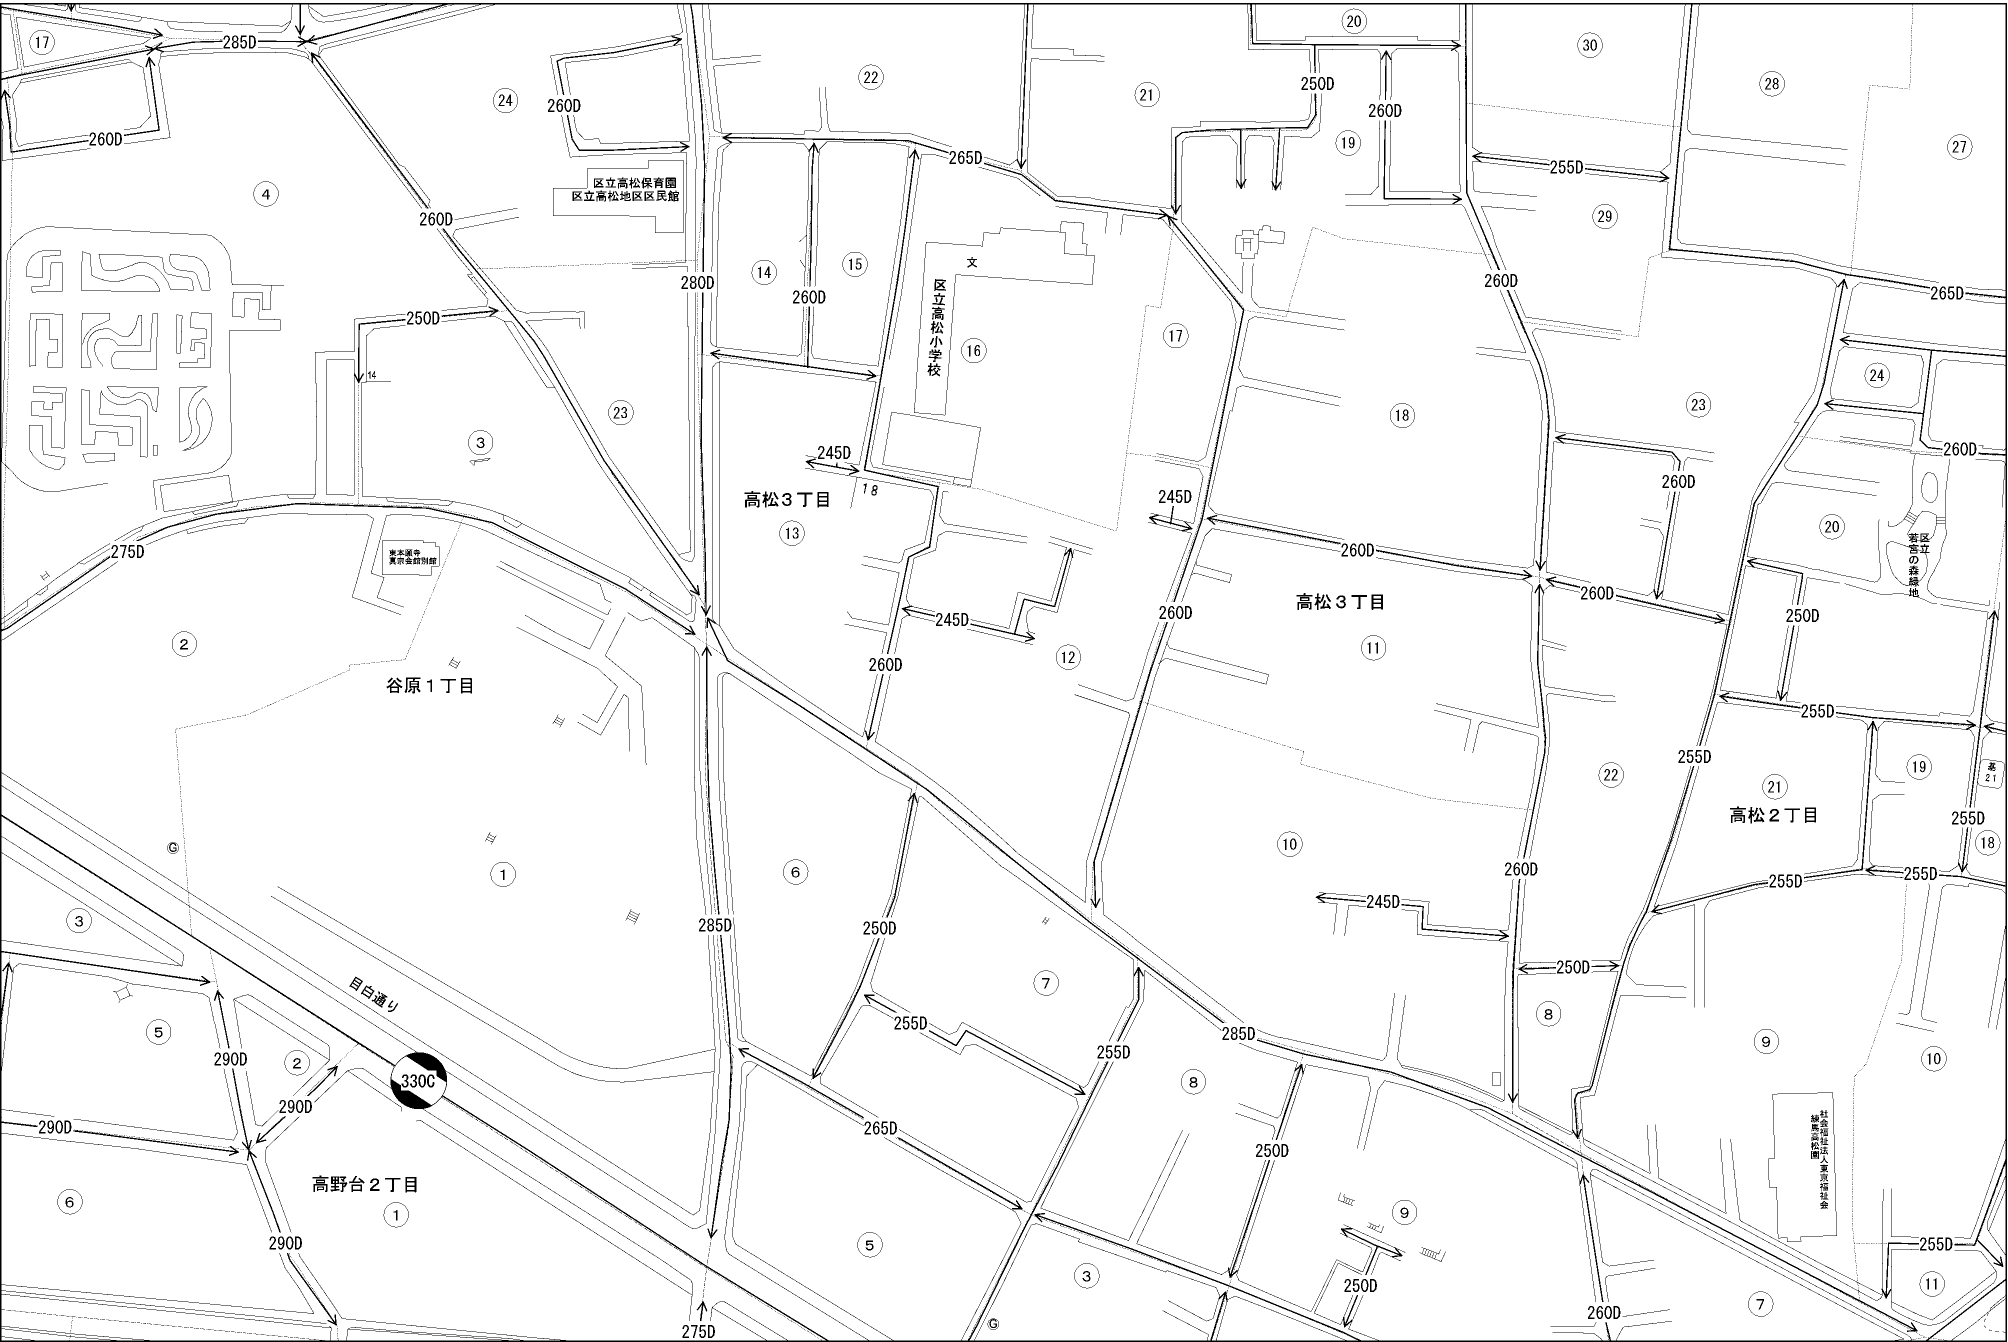 17
285D
24
260D
260D
4
区立高松保育園
区立高松地区区民館
260D
250D
14
3
23
280D
22
265D
14
15
260D
文
区立高松小学校
16
21
20
250D
260D
19
30
28
27
255D
29
260D
265D
17
18
23
24
260D
245D
18
高松3丁目
13
245D
260D
260D
20
区立
若宮の森緑地
275D
東本願寺
真宗会館別館
2
谷原1丁目
245D
260D
12
260D
高松3丁目
11
260D
250D
255D
255D
22
21
高松2丁目
19
墓
21
255D
18
G
1
6
10
260D
245D
255D
255D
3
目白通り
285D
250D
7
255D
250D
8
5
290D
2
330C
290D
290D
255D
8
285D
9
10
265D
250D
社会福祉法人東京福祉会
練馬高松園
高野台2丁目
1
6
290D
5
3
9
250D
255D
11
7
260D
275D
G